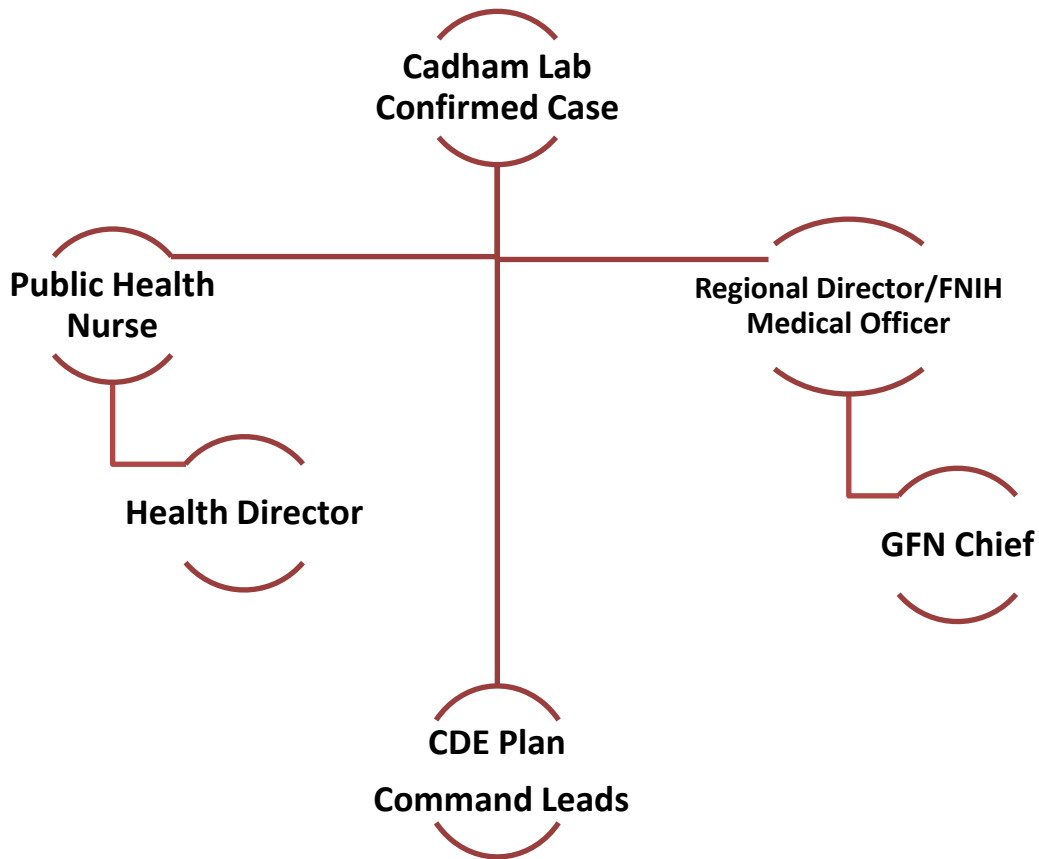 Cadham Lab
Confirmed Case
Public Health
Nurse
Regional Director/FNIH
Medical Officer
Health Director
GFN Chief
CDE Plan
Command Leads